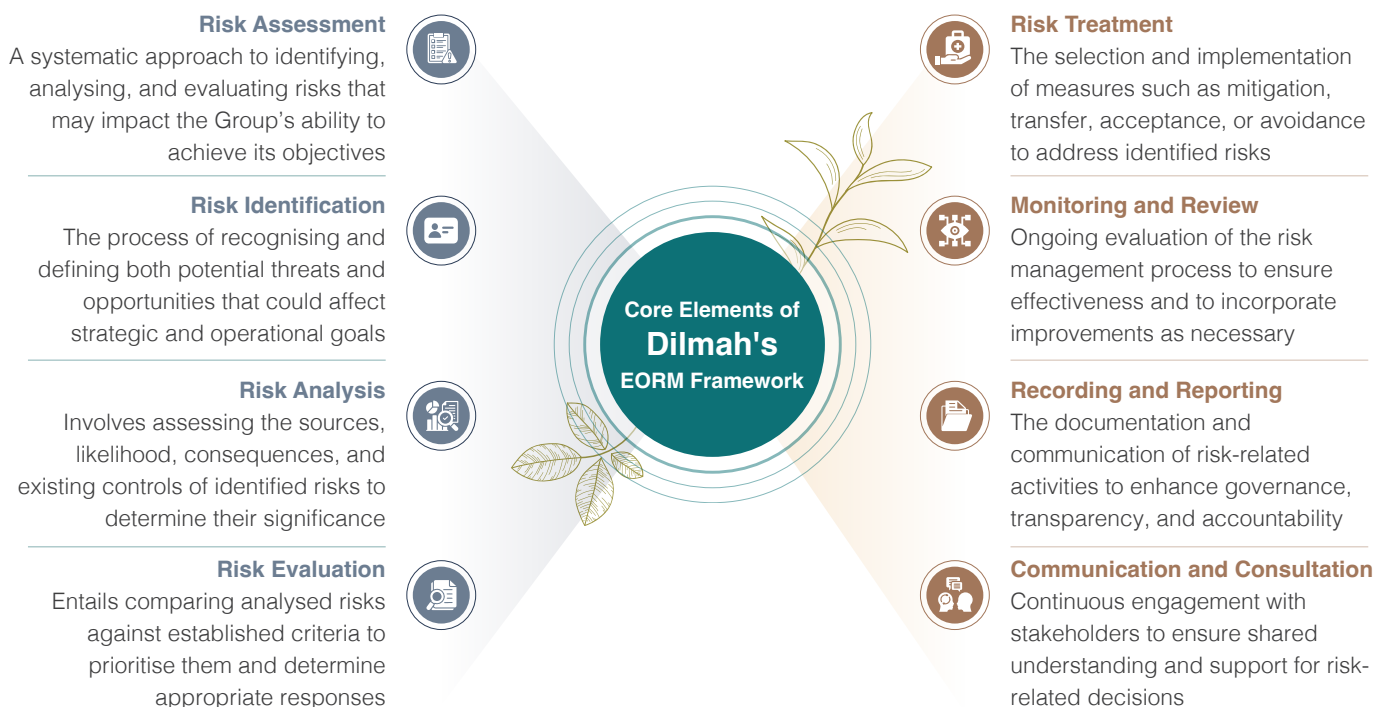 Risk Assessment
A systematic approach to identifying,
analysing, and evaluating risks that
may impact the Group's ability to
achieve its objectives
Risk Identification
The process of recognising and
defining both potential threats and
opportunities that could affect
strategic and operational goals
Risk Analysis
Involves assessing the sources,
likelihood, consequences, and
existing controls of identified risks to
determine their significance
Risk Evaluation
Entails comparing analysed risks
against established criteria to
prioritise them and determine
appropriate responses
Core Elements of
Dilmah's
EORM Framework
Risk Treatment
The selection and implementation
of measures such as mitigation,
transfer, acceptance, or avoidance
to address identified risks
Monitoring and Review
Ongoing evaluation of the risk
management process to ensure
effectiveness and to incorporate
improvements as necessary
Recording and Reporting
The documentation and
communication of risk-related
activities to enhance governance,
transparency, and accountability
Communication and Consultation
Continuous engagement with
stakeholders to ensure shared
understanding and support for risk-
related decisions